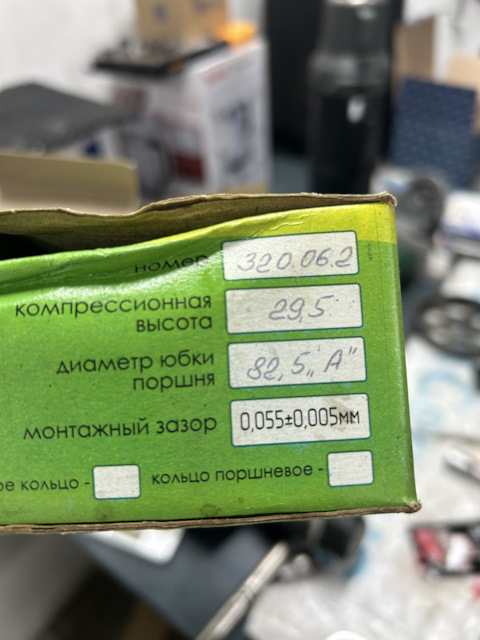 номер 320.06.2
компрессионная
высота 29,5
диаметр юбки
поршня 82,5 „А"
монтажный зазор 0,055±0,005мм
кольцо - кольцо поршневое -